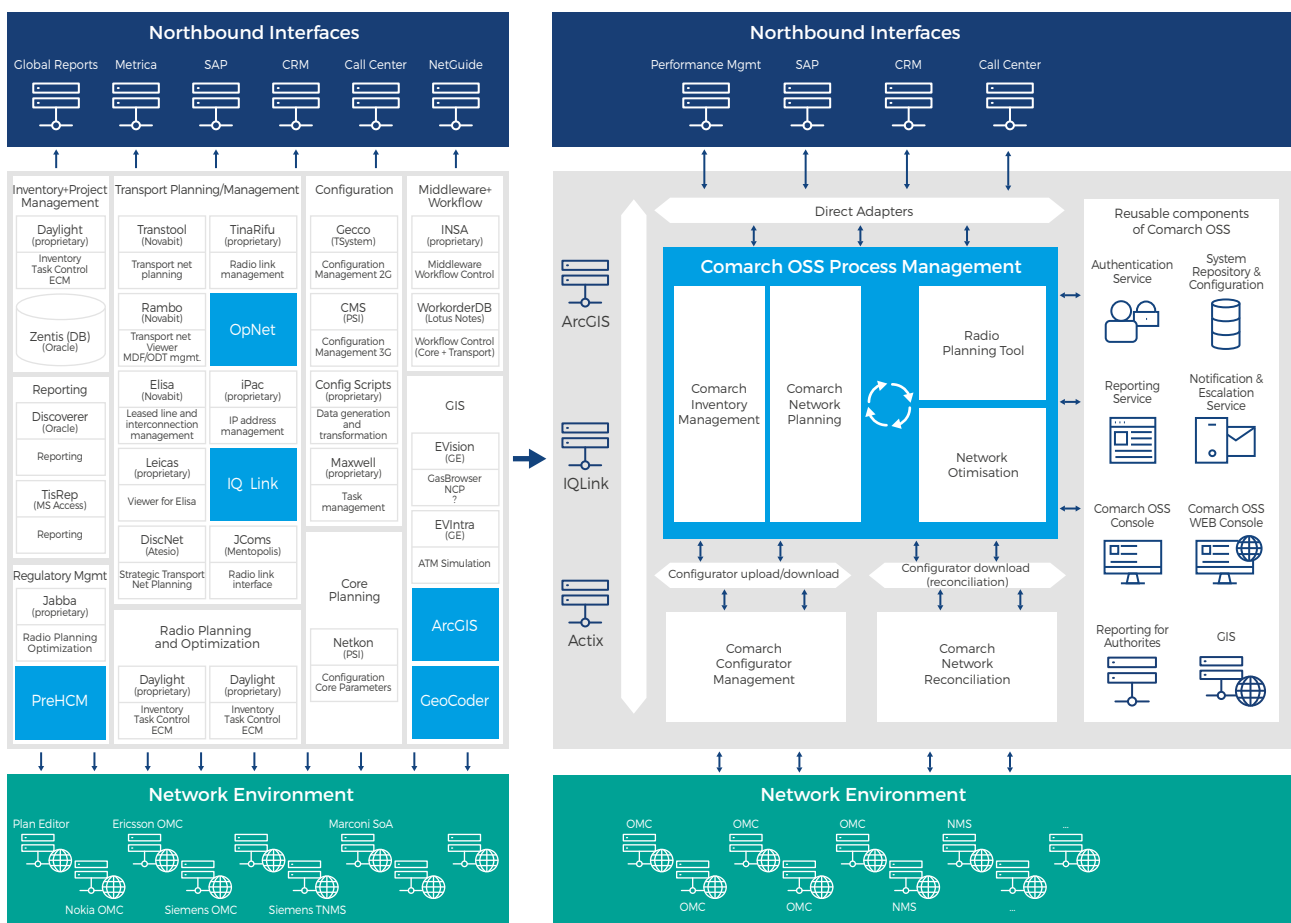 Northbound Interfaces
Global Reports
Metrica
SAP
CRM
Call Center
NetGuide
Inventory+Project
Management
Daylight
(proprietary)
Inventory
Task Control
ECM
Zentis (DB)
(Oracle)
Reporting
Discoverer
(Oracle)
Reporting
TisRep
(MS Access)
Reporting
Regulatory Mgmt
Jabba
(proprietary)
Radio Planning
Optimization
PreHCM
Transport Planning/Management
Transtool
(Novabit)
Transport net
planning
TinaRifu
(proprietary)
Radio link
management
Rambo
(Novabit)
Transport net
Viewer
MDF/ODT mgmt.
OpNet
Elisa
(Novabit)
Leased line and
interconnection
management
iPac
(proprietary)
IP address
management
Leicas
(proprietary)
Viewer for Elisa
IQ Link
DiscNet
(Atesio)
Strategic Transport
Net Planning
JComs
(Mentopolis)
Radio link
interface
Radio Planning
and Optimization
Daylight
(proprietary)
Inventory
Task Control
ECM
Daylight
(proprietary)
Inventory
Task Control
ECM
Configuration
Gecco
(TSystem)
Configuration
Management 2G
CMS
(PSI)
Configuration
Management 3G
Config Scripts
(proprietary)
Data generation
and
transformation
Maxwell
(proprietary)
Task
management
Core
Planning
Netkon
(PSI)
Configuration
Core Parameters
Middleware+
Workflow
INSA
(proprietary)
Middleware
Workflow Control
WorkorderDB
(Lotus Notes)
Workflow Control
(Core + Transport)
GIS
EVision
(GE)
GasBrowser
NCP
?
EVIntra
(GE)
ATM Simulation
ArcGIS
GeoCoder
Network Environment
Plan Editor
Ericsson OMC
Marconi SoA
Nokia OMC
Siemens OMC
Siemens TNMS
Northbound Interfaces
Performance Mgmt
SAP
CRM
Call Center
ArcGIS
IQLink
Actix
Direct Adapters
Comarch OSS Process Management
Comarch
Inventory
Management
Comarch
Network
Planning
Radio
Planning Tool
Network
Otimisation
Configurator upload/download
Configurator download
(reconciliation)
Comarch
Configurator
Management
Comarch
Network
Reconciliation
Reusable components
of Comarch OSS
Authentication
Service
System
Repository &
Configuration
Reporting
Service
Notification &
Escalation
Service
Comarch OSS
Console
Comarch OSS
WEB Console
Reporting for
Authorites
GIS
Network Environment
OMC
OMC
OMC
NMS
...
OMC
OMC
NMS
...